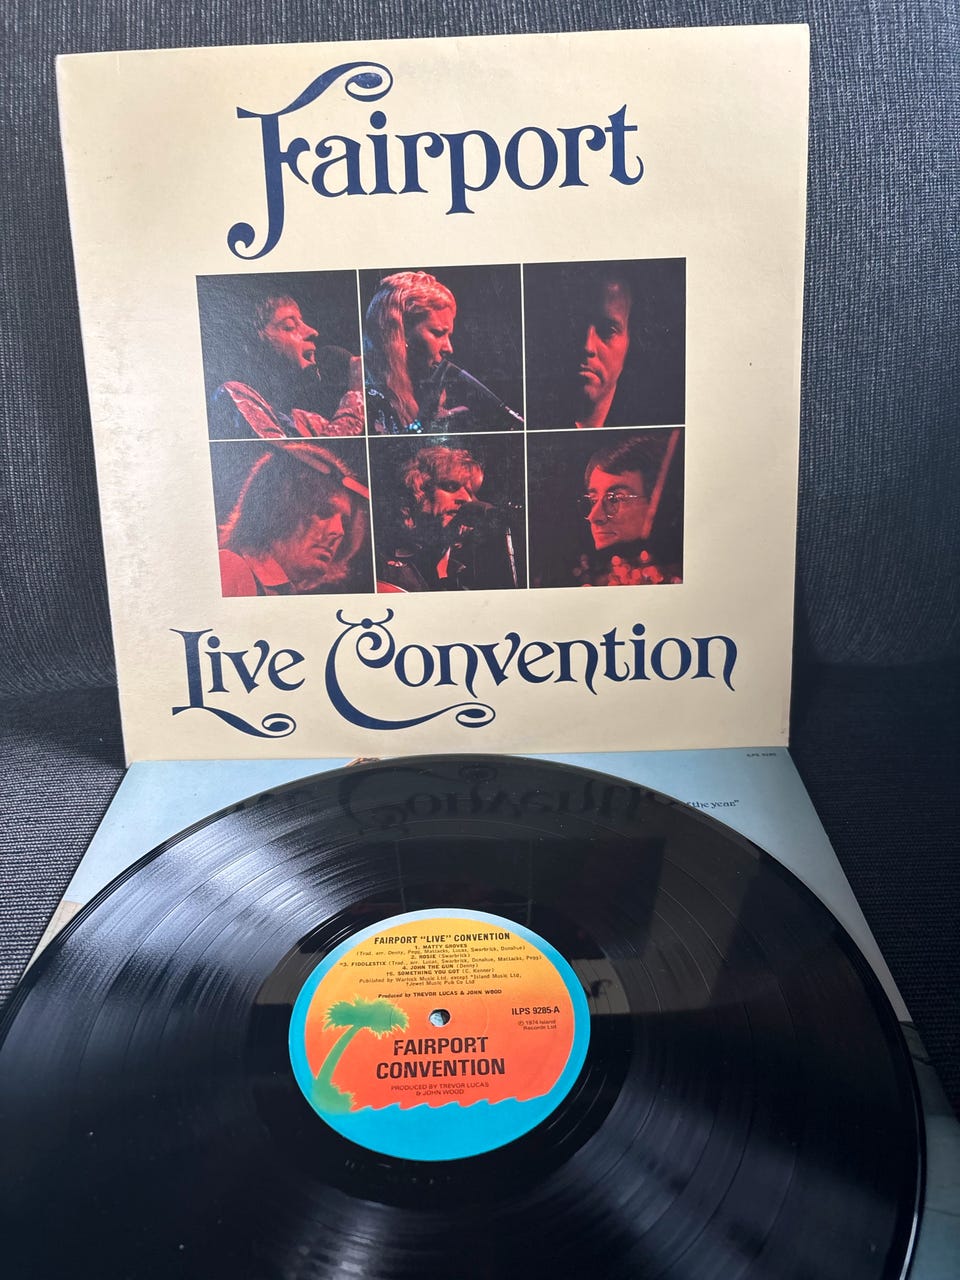 Fairport
Live Convention
ILPS 9285
of the year"
FAIRPORT "LIVE" CONVENTION
1. MATTY GROVES
(Trad. arr. Denny, Pegg, Mattacks, Lucas, Swarbrick, Donahue)
2. ROSIE (Swarbrick)
*3. FIDDLESTIX (Trad., arr. Lucas, Swarbrick, Donahue, Mattacks, Pegg)
4. JOHN THE GUN (Denny)
†5. SOMETHING YOU GOT (C. Kenner)
Published by Warlock Music Ltd, except *Island Music Ltd,
†Jewel Music Pub Co Ltd
Produced by TREVOR LUCAS & JOHN WOOD
ILPS 9285-A
℗ 1974 Island
Records Ltd
FAIRPORT
CONVENTION
PRODUCED BY TREVOR LUCAS
& JOHN WOOD